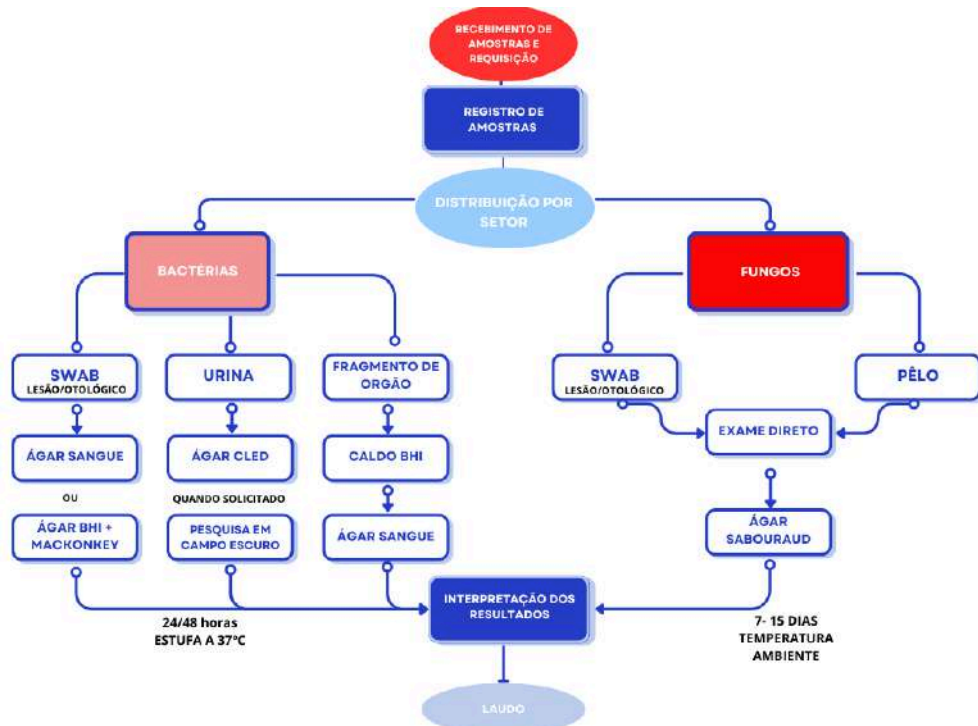 RECEBIMENTO DE
AMOSTRAS E
REQUISIÇÃO
REGISTRO DE
AMOSTRAS
DISTRIBUIÇÃO POR
SETOR
BACTÉRIAS
FUNGOS
SWAB
LESÃO/OTOLÓGICO
URINA
FRAGMENTO DE
ORGÃO
SWAB
LESÃO/OTOLÓGICO
PÊLO
EXAME DIRETO
ÁGAR SANGUE
ÁGAR CLED
CALDO BHI
OU
QUANDO SOLICITADO
ÁGAR BHI +
MACKONKEY
PESQUISA EM
CAMPO ESCURO
ÁGAR SANGUE
ÁGAR
SABOURAUD
INTERPRETAÇÃO DOS
RESULTADOS
24/48 horas
ESTUFA A 37°C
7- 15 DIAS
TEMPERATURA
AMBIENTE
LAUDO